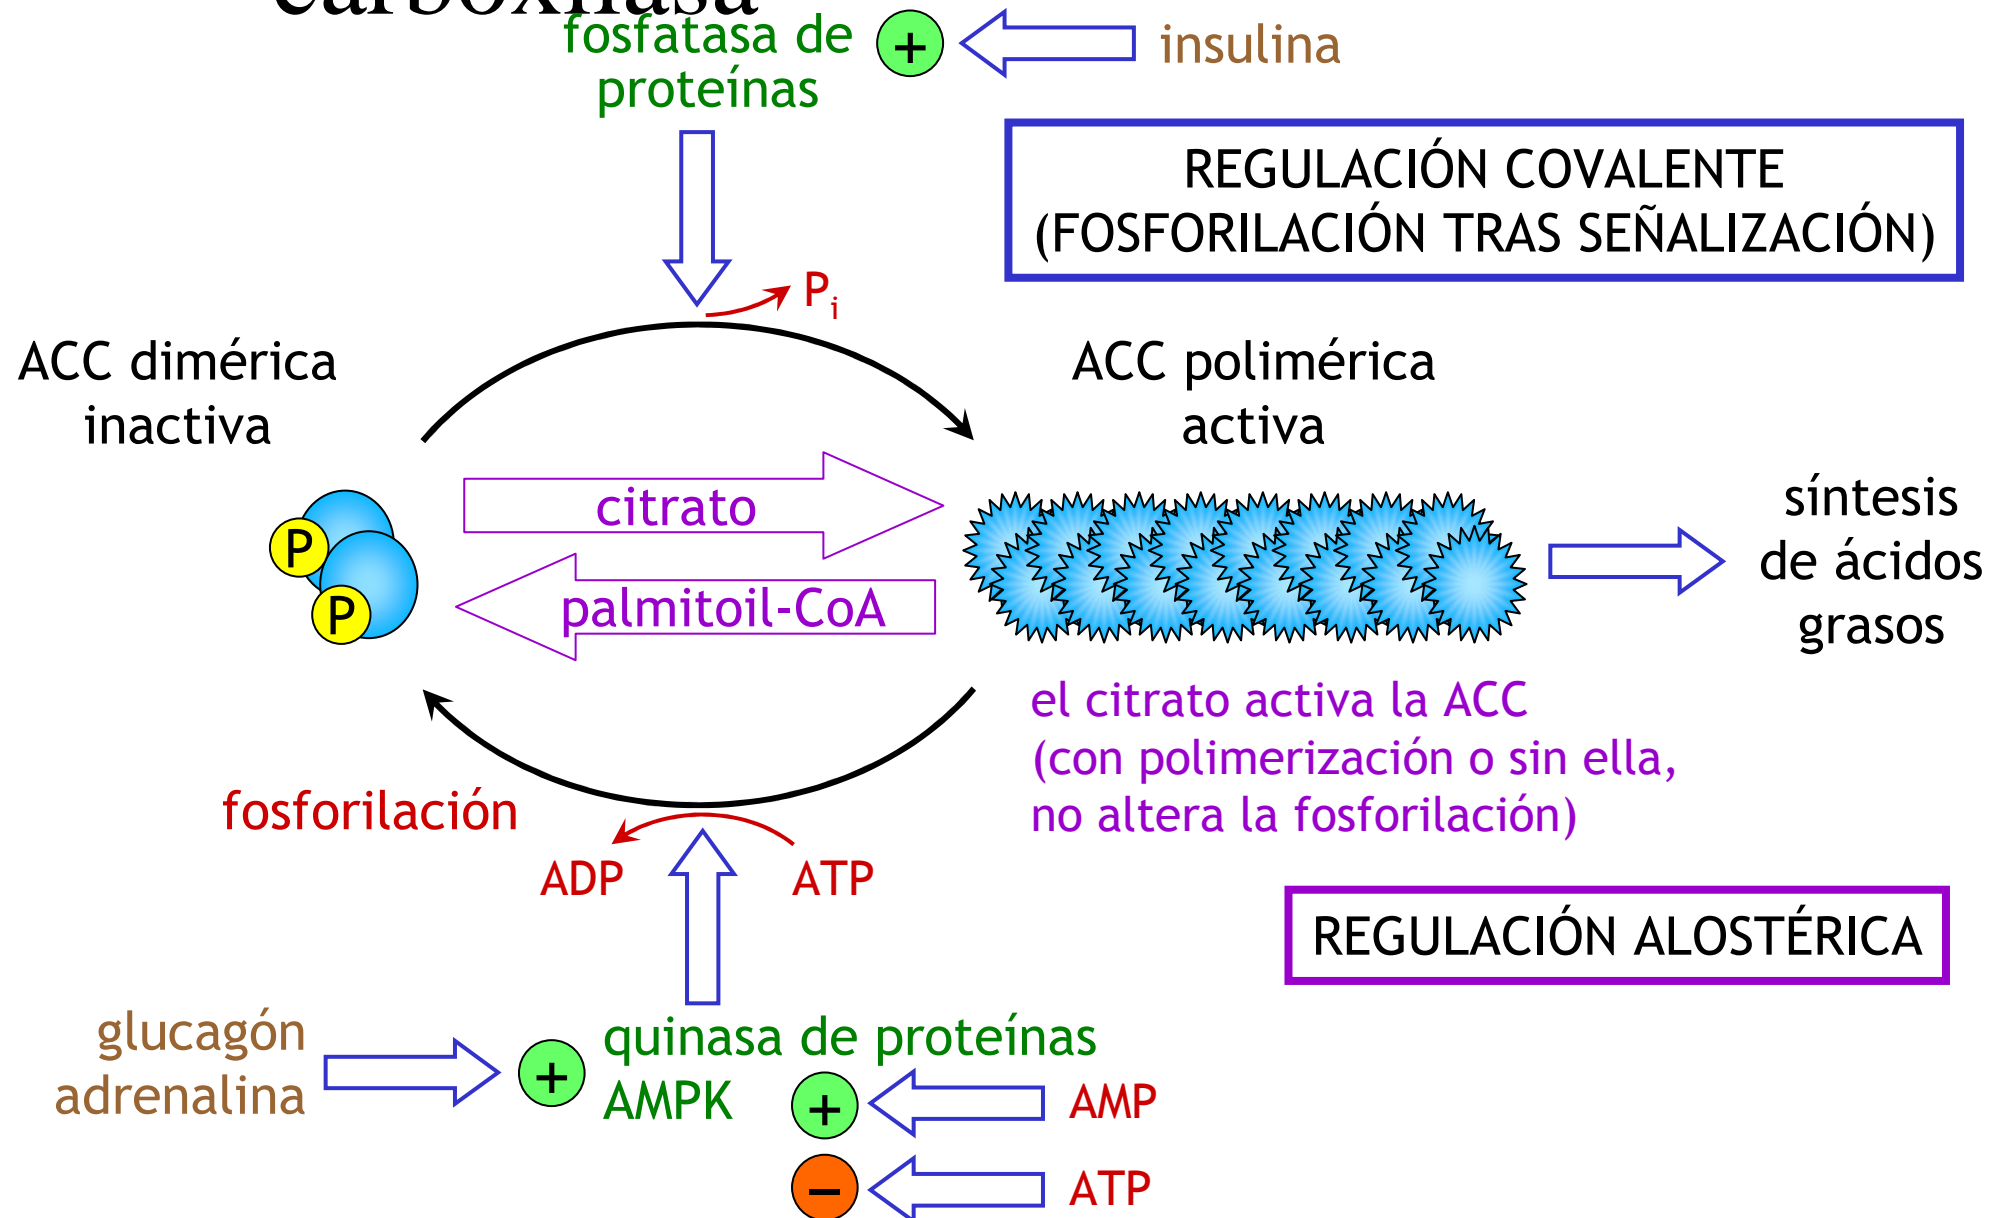 carboxilasa
fosfatasa de
proteínas
+
insulina
REGULACIÓN COVALENTE
(FOSFORILACIÓN TRAS SEÑALIZACIÓN)
Pi
ACC dimérica
inactiva
ACC polimérica
activa
citrato
palmitoil-CoA
P
P
síntesis
de ácidos
grasos
el citrato activa la ACC
(con polimerización o sin ella,
no altera la fosforilación)
fosforilación
ADP
ATP
REGULACIÓN ALOSTÉRICA
glucagón
adrenalina
+
quinasa de proteínas
AMPK
+
AMP
–
ATP